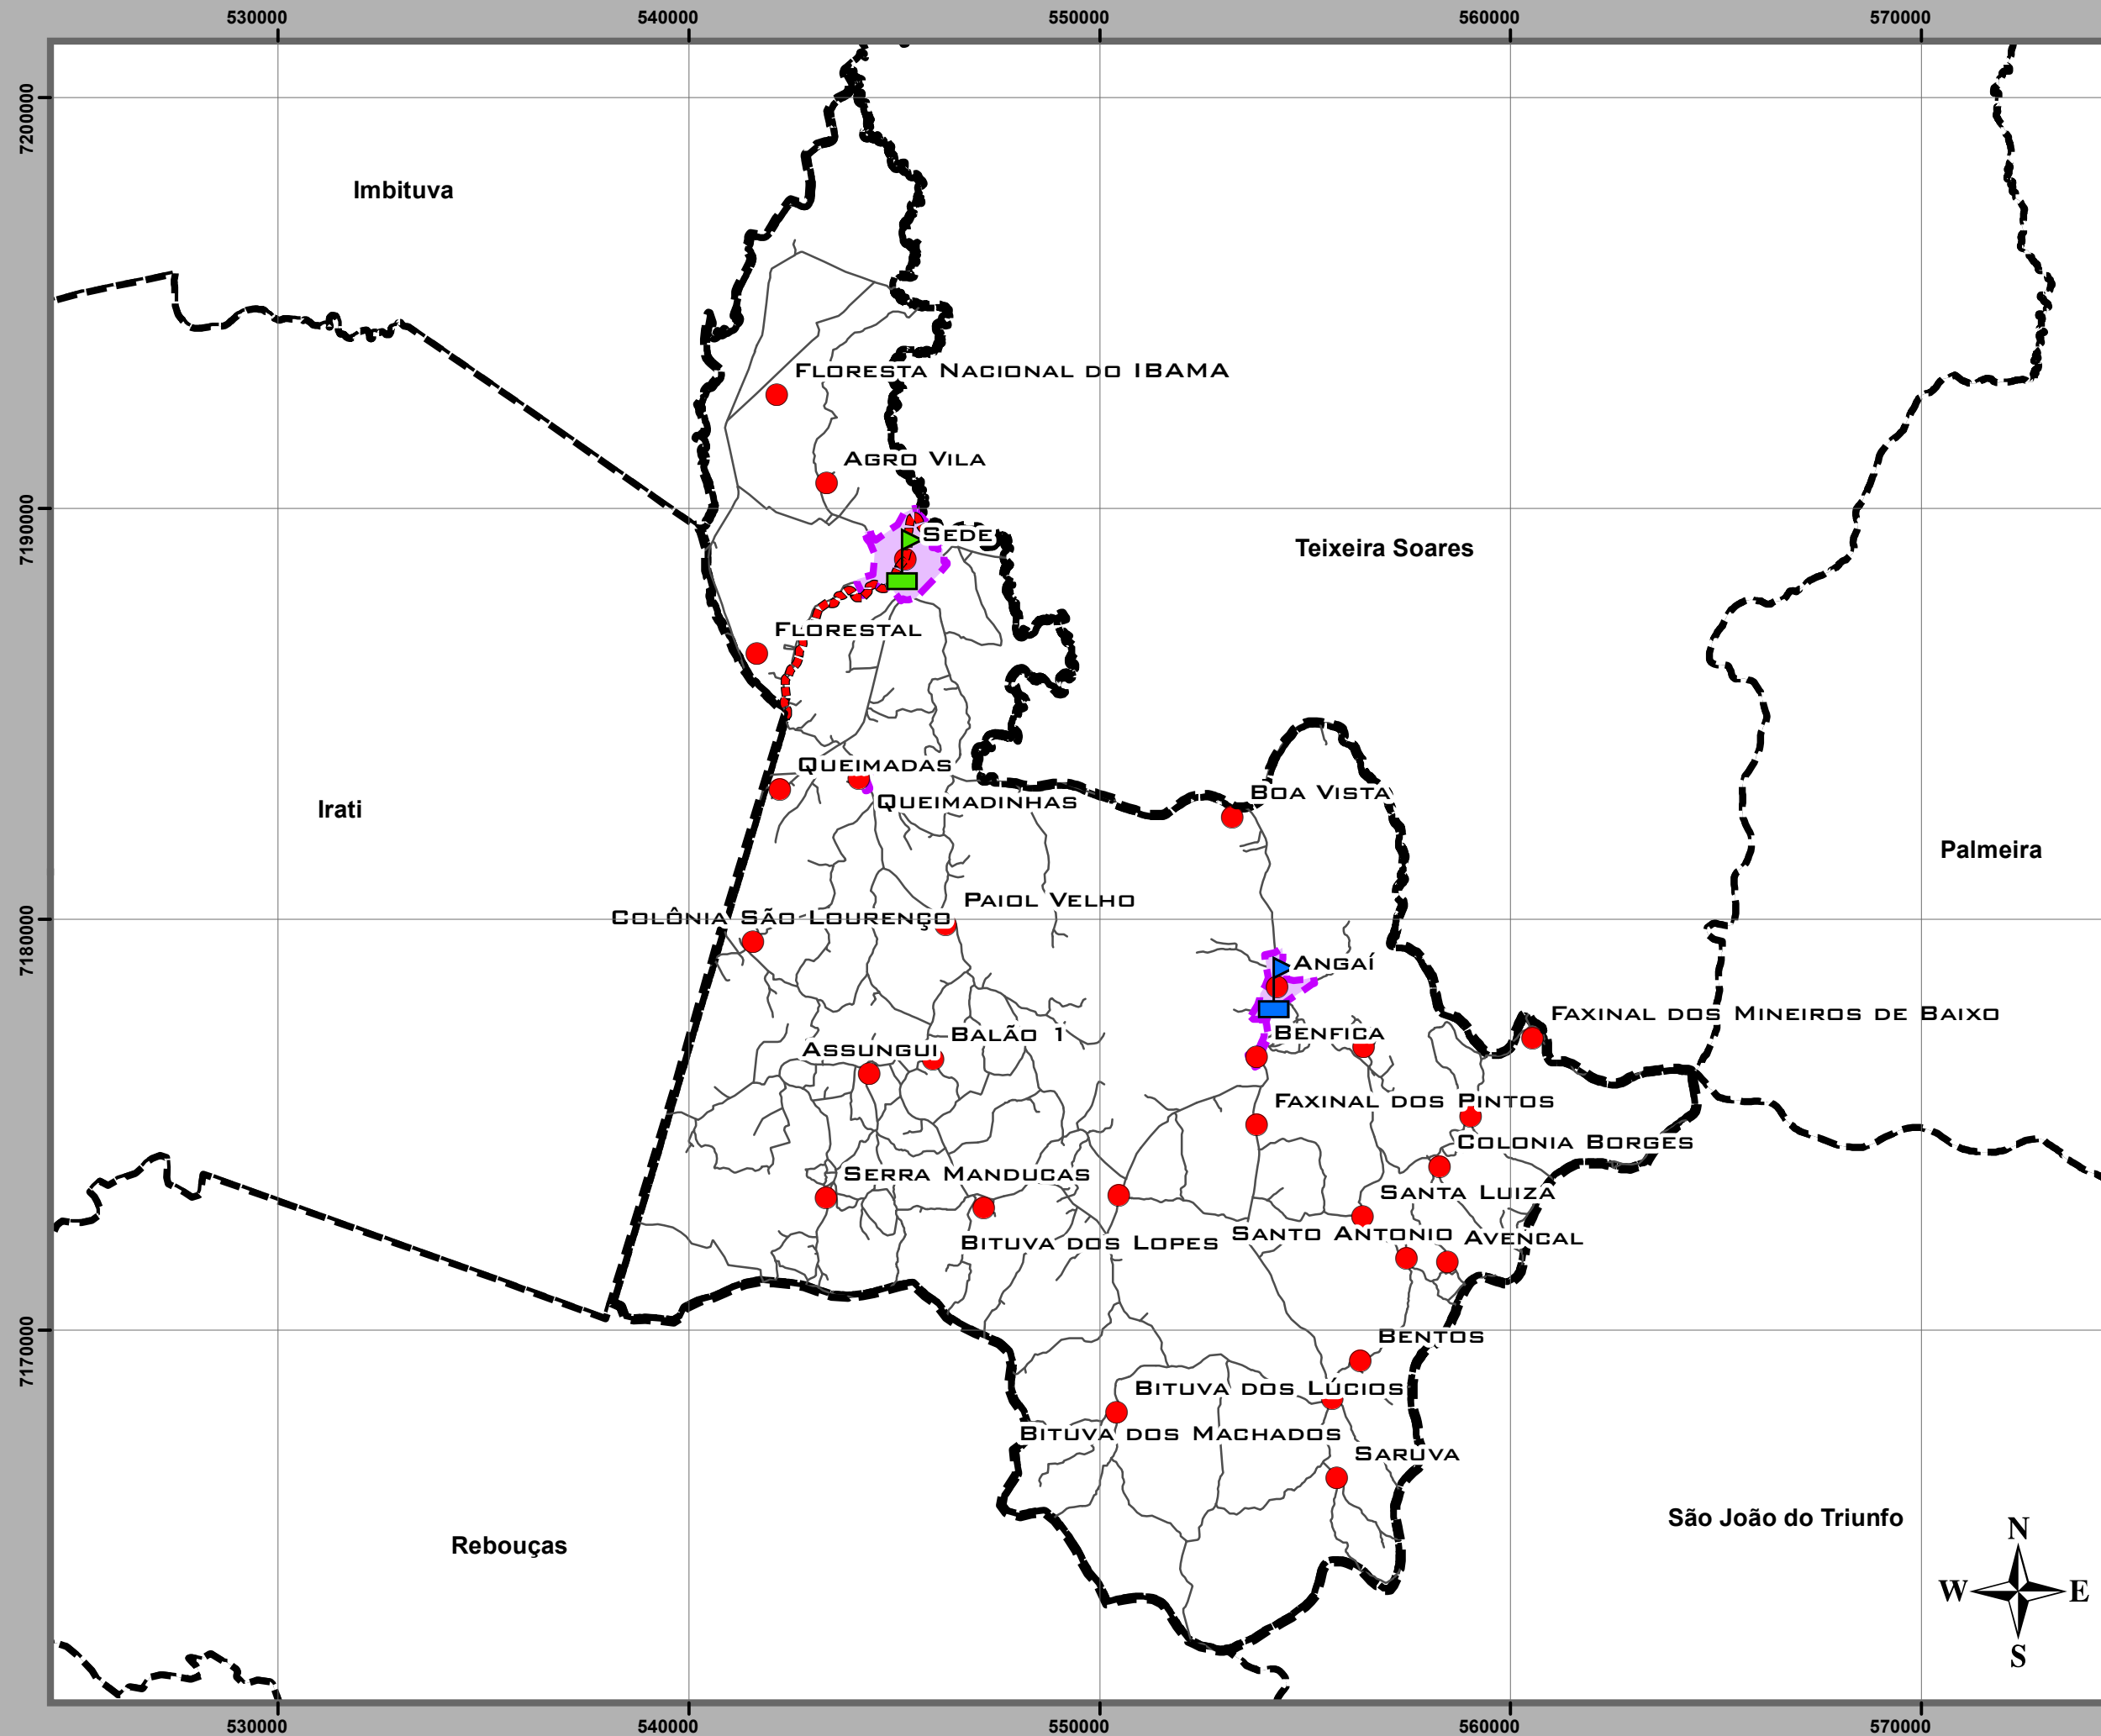 530000 540000 550000 560000 570000
7200000
Imbituva
FLORESTA NACIONAL DO IBAMA
AGRO VILA
7190000
SEDE
Teixeira Soares
FLORESTAL
QUEIMADAS
QUEIMADINHAS
BOA VISTA
Irati
Palmeira
PAIOL VELHO
COLÔNIA SÃO LOURENÇO
7180000
ANGAÍ
FAXINAL DOS MINEIROS DE BAIXO
BENFICA
BALÃO 1
ASSUNGUI
FAXINAL DOS PINTOS
COLONIA BORGES
SERRA MANDUCAS
SANTA LUIZA
SANTO ANTONIO
AVENCAL
BITUVA DOS LOPES
7170000
BENTOS
BITUVA DOS LÚCIOS
BITUVA DOS MACHADOS
SARUVA
São João do Triunfo
Rebouças
N
W E
S
530000 540000 550000 560000 570000